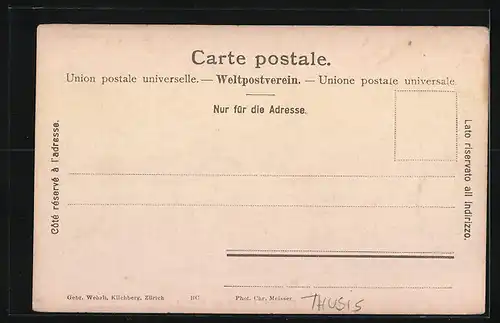 Carte postale.
Union postale universelle. — Weltpostverein. — Unione postale universale
Nur für die Adresse.
Côté réservé à l'adresse.
Lato riservato all indirizzo.
Gebr. Wehrli, Kilchberg, Zürich
Phot. Chr. Meisser
THUSIS